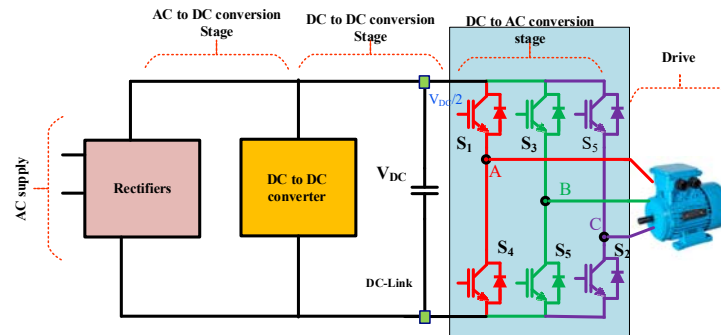 AC to DC conversion
Stage
DC to DC conversion
Stage
DC to AC conversion
stage
Drive
AC supply
Rectifiers
DC to DC
converter
V_DC
V_DC/2
DC-Link
S1
S3
S5
A
B
C
S4
S5
S2